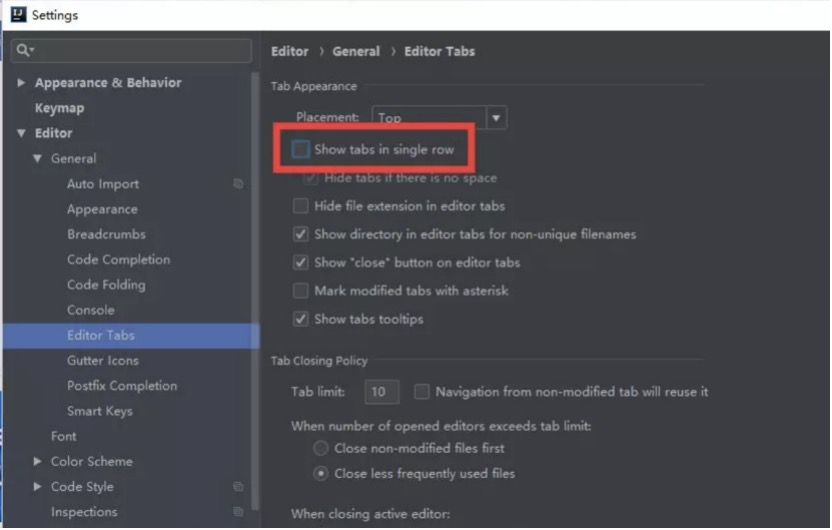 IJ Settings
Editor › General › Editor Tabs
Appearance & Behavior
Keymap
Editor
General
Auto Import
Appearance
Breadcrumbs
Code Completion
Code Folding
Console
Editor Tabs
Gutter Icons
Postfix Completion
Smart Keys
Font
Color Scheme
Code Style
Inspections
Tab Appearance
Placement: Top
Show tabs in single row
Hide tabs if there is no space
Hide file extension in editor tabs
Show directory in editor tabs for non-unique filenames
Show "close" button on editor tabs
Mark modified tabs with asterisk
Show tabs tooltips
Tab Closing Policy
Tab limit: 10 Navigation from non-modified tab will reuse it
When number of opened editors exceeds tab limit:
Close non-modified files first
Close less frequently used files
When closing active editor: